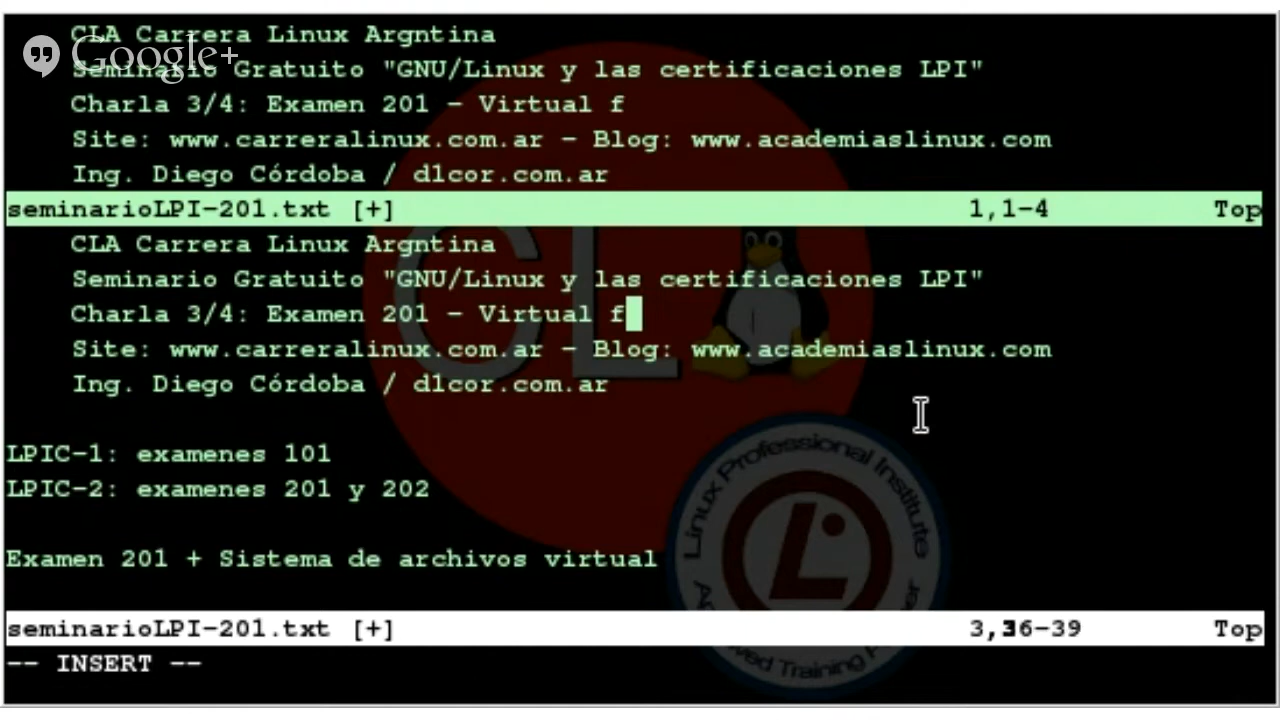 CLA Carrera Linux Argntina
Google+
Seminario Gratuito "GNU/Linux y las certificaciones LPI"
Charla 3/4: Examen 201 - Virtual f
Site: www.carreralinux.com.ar - Blog: www.academiaslinux.com
Ing. Diego Córdoba / d1cor.com.ar
seminarioLPI-201.txt [+] 1,1-4 Top
CLA Carrera Linux Argntina
Seminario Gratuito "GNU/Linux y las certificaciones LPI"
Charla 3/4: Examen 201 - Virtual f
Site: www.carreralinux.com.ar - Blog: www.academiaslinux.com
Ing. Diego Córdoba / d1cor.com.ar
CL
LPIC-1: examenes 101
LPIC-2: examenes 201 y 202
Linux Professional Institute
Examen 201 + Sistema de archivos virtual
seminarioLPI-201.txt [+] 3,36-39 Top
-- INSERT --
Training